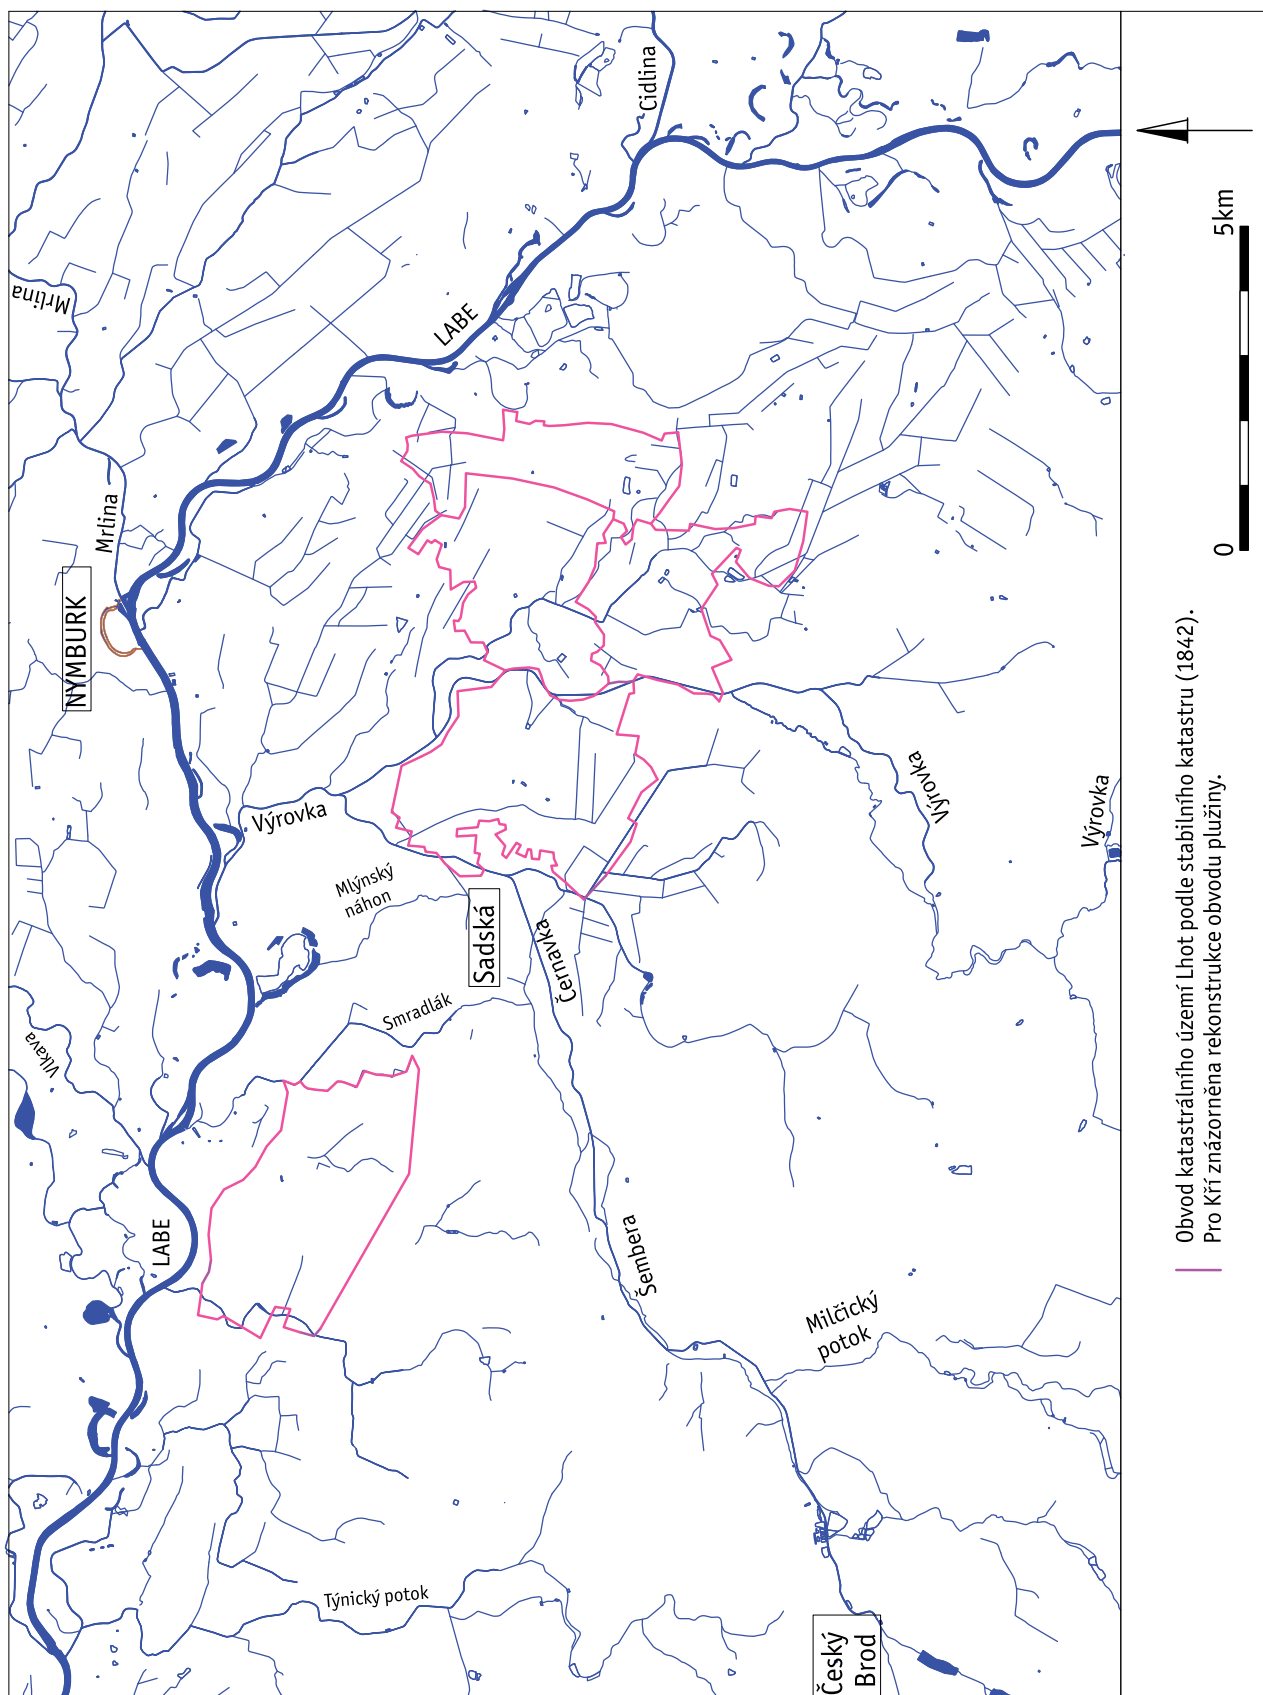 Mrlina
Cidlina
LABE
Mrlina
NYMBURK
Výrovka
Mlýnský
náhon
Sadská
Černavka
Smradlák
Vlkava
LABE
Šembera
Milčický
potok
Výrovka
Výrovka
Týnický potok
Český
Brod
0
5km
Obvod katastrálního území Lhot podle stabilního katastru (1842).
Pro Kří znázorněna rekonstrukce obvodu plužiny.